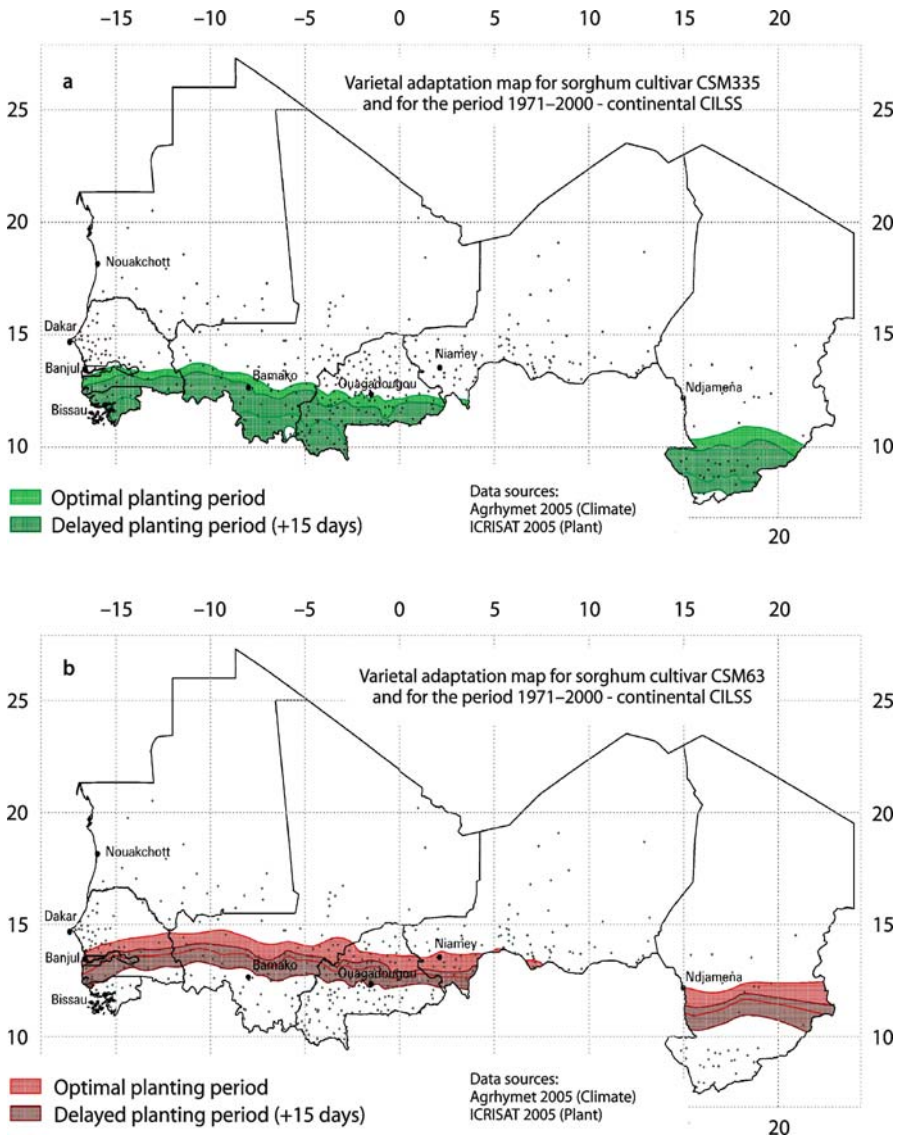 −15 −10 −5 0 5 10 15 20
a
Varietal adaptation map for sorghum cultivar CSM335
and for the period 1971–2000 - continental CILSS
25 25
20 20
Nouakchott
15 15
Dakar
Banjul
Bamako
Ouagadougou
Niamey
Ndjameña
Bissau
10 10
Optimal planting period
Delayed planting period (+15 days)
Data sources:
Agrhymet 2005 (Climate)
ICRISAT 2005 (Plant)
20
−15 −10 −5 0 5 10 15 20
b
Varietal adaptation map for sorghum cultivar CSM63
and for the period 1971–2000 - continental CILSS
25 25
20 20
Nouakchott
15 15
Dakar
Banjul
Bamako
Ouagadougou
Niamey
Ndjameña
Bissau
10 10
Optimal planting period
Delayed planting period (+15 days)
Data sources:
Agrhymet 2005 (Climate)
ICRISAT 2005 (Plant)
20